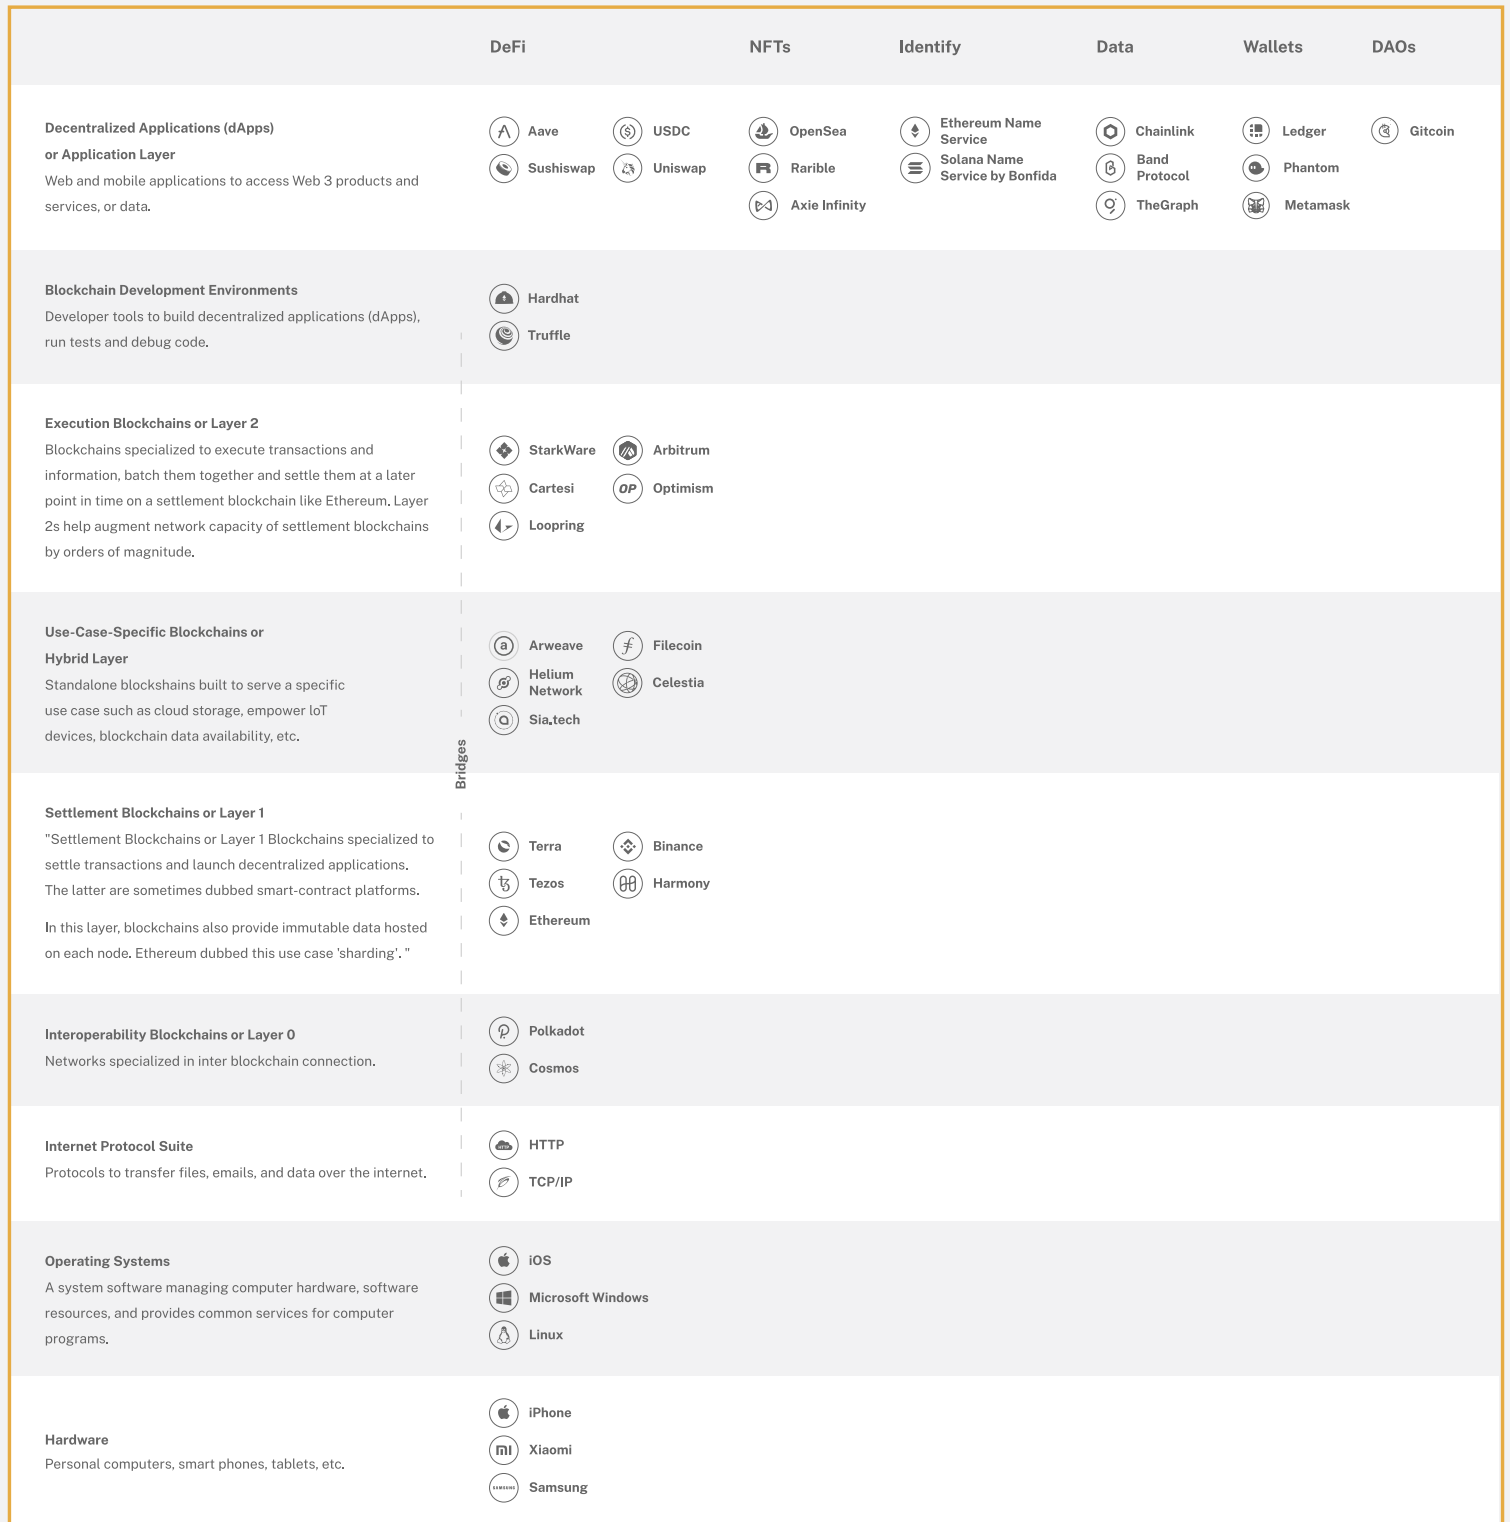 DeFi NFTs Identify Data Wallets DAOs
Decentralized Applications (dApps)
or Application Layer
Web and mobile applications to access Web 3 products and
services, or data.
Aave USDC
Sushiswap Uniswap
OpenSea
Rarible
Axie Infinity
Ethereum Name
Service
Solana Name
Service by Bonfida
Chainlink
Band
Protocol
TheGraph
Ledger
Phantom
Metamask
Gitcoin
Blockchain Development Environments
Developer tools to build decentralized applications (dApps),
run tests and debug code.
Hardhat
Truffle
Execution Blockchains or Layer 2
Blockchains specialized to execute transactions and
information, batch them together and settle them at a later
point in time on a settlement blockchain like Ethereum. Layer
2s help augment network capacity of settlement blockchains
by orders of magnitude.
StarkWare Arbitrum
Cartesi OP Optimism
Loopring
Use-Case-Specific Blockchains or
Hybrid Layer
Standalone blockshains built to serve a specific
use case such as cloud storage, empower loT
devices, blockchain data availability, etc.
a Arweave Filecoin
Helium
Network
Celestia
Sia.tech
Bridges
Settlement Blockchains or Layer 1
"Settlement Blockchains or Layer 1 Blockchains specialized to
settle transactions and launch decentralized applications.
The latter are sometimes dubbed smart-contract platforms.
In this layer, blockchains also provide immutable data hosted
on each node. Ethereum dubbed this use case 'sharding'. "
Terra Binance
Tezos Harmony
Ethereum
Interoperability Blockchains or Layer 0
Networks specialized in inter blockchain connection.
Polkadot
Cosmos
Internet Protocol Suite
Protocols to transfer files, emails, and data over the internet.
HTTP HTTP
TCP/IP
Operating Systems
A system software managing computer hardware, software
resources, and provides common services for computer
programs.
iOS
Microsoft Windows
Linux
Hardware
Personal computers, smart phones, tablets, etc.
iPhone
mi Xiaomi
SAMSUNG Samsung